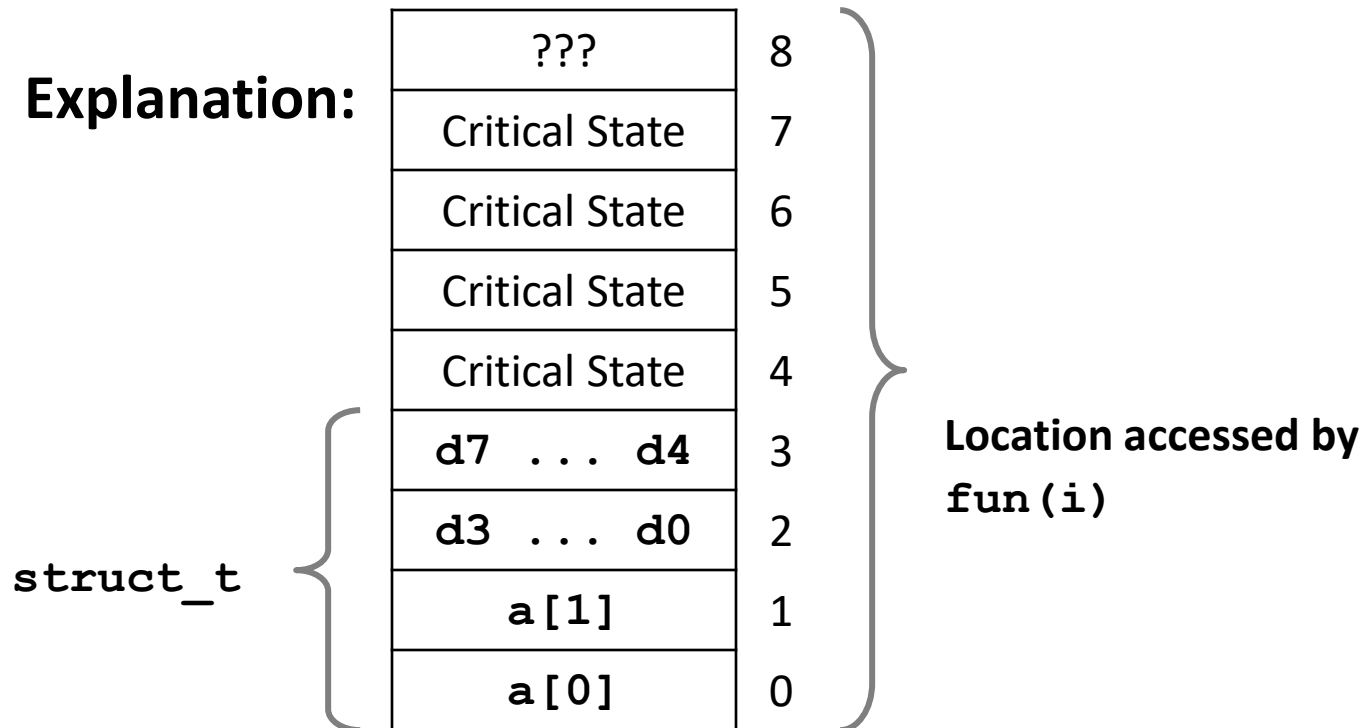 ??? 8
Explanation:
Critical State 7
Critical State 6
Critical State 5
Critical State 4
d7 ... d4 3
Location accessed by
fun(i)
d3 ... d0 2
struct_t
a[1] 1
a[0] 0